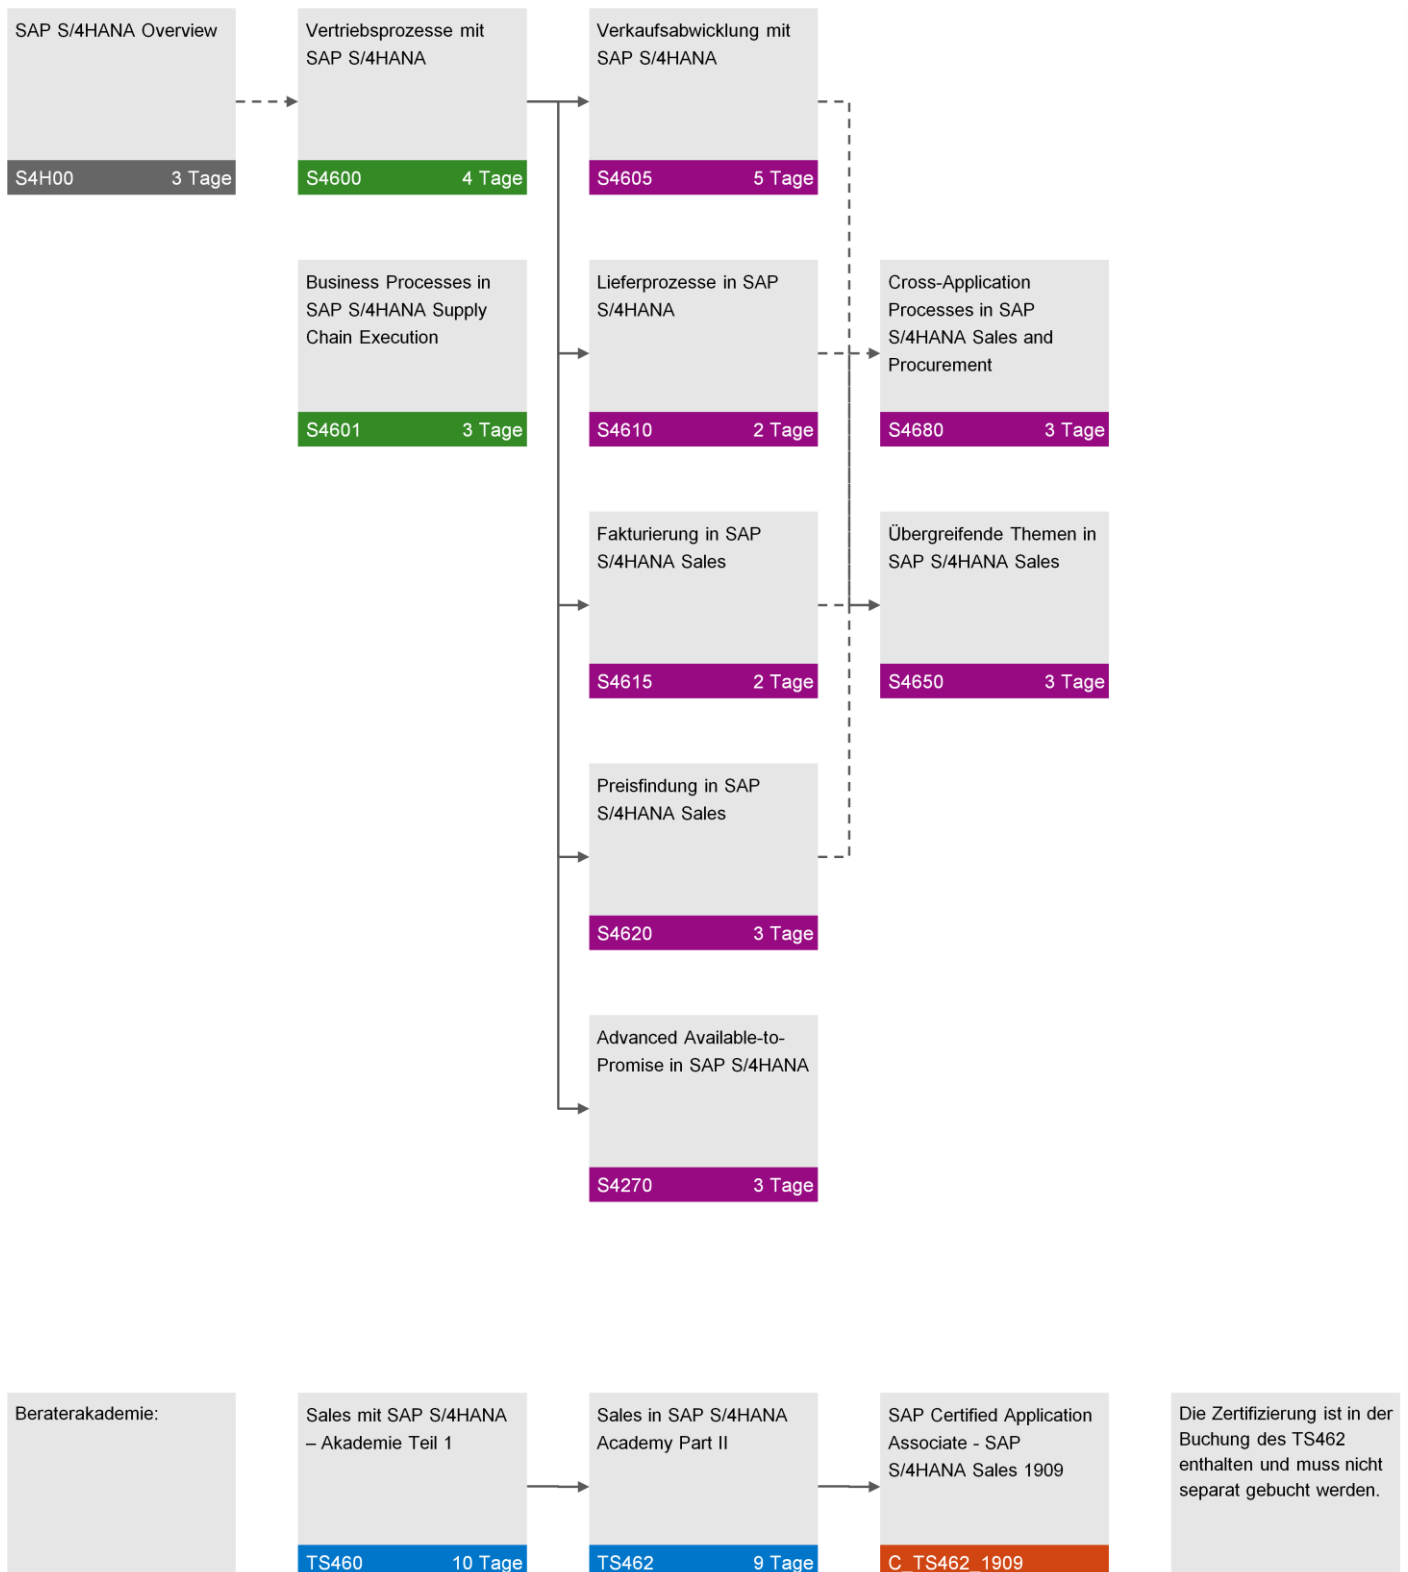 SAP S/4HANA Overview
S4H00 3 Tage
Vertriebsprozesse mit
SAP S/4HANA
S4600 4 Tage
Verkaufsabwicklung mit
SAP S/4HANA
S4605 5 Tage
Business Processes in
SAP S/4HANA Supply
Chain Execution
S4601 3 Tage
Lieferprozesse in SAP
S/4HANA
S4610 2 Tage
Cross-Application
Processes in SAP
S/4HANA Sales and
Procurement
S4680 3 Tage
Fakturierung in SAP
S/4HANA Sales
S4615 2 Tage
Übergreifende Themen in
SAP S/4HANA Sales
S4650 3 Tage
Preisfindung in SAP
S/4HANA Sales
S4620 3 Tage
Advanced Available-to-
Promise in SAP S/4HANA
S4270 3 Tage
Beraterakademie:
Sales mit SAP S/4HANA
– Akademie Teil 1
TS460 10 Tage
Sales in SAP S/4HANA
Academy Part II
TS462 9 Tage
SAP Certified Application
Associate - SAP
S/4HANA Sales 1909
C_TS462_1909
Die Zertifizierung ist in der
Buchung des TS462
enthalten und muss nicht
separat gebucht werden.